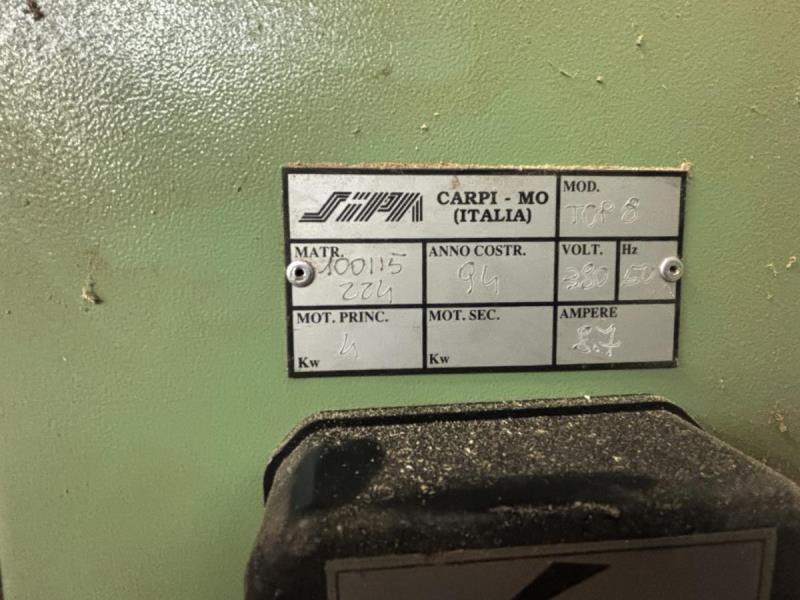 SIPA CARPI - MO
(ITALIA)
MOD.
TOP 8
MATR.
100115
224
ANNO COSTR.
94
VOLT.
380
Hz
50
MOT. PRINC.
Kw 4
MOT. SEC.
Kw
AMPERE
8.7